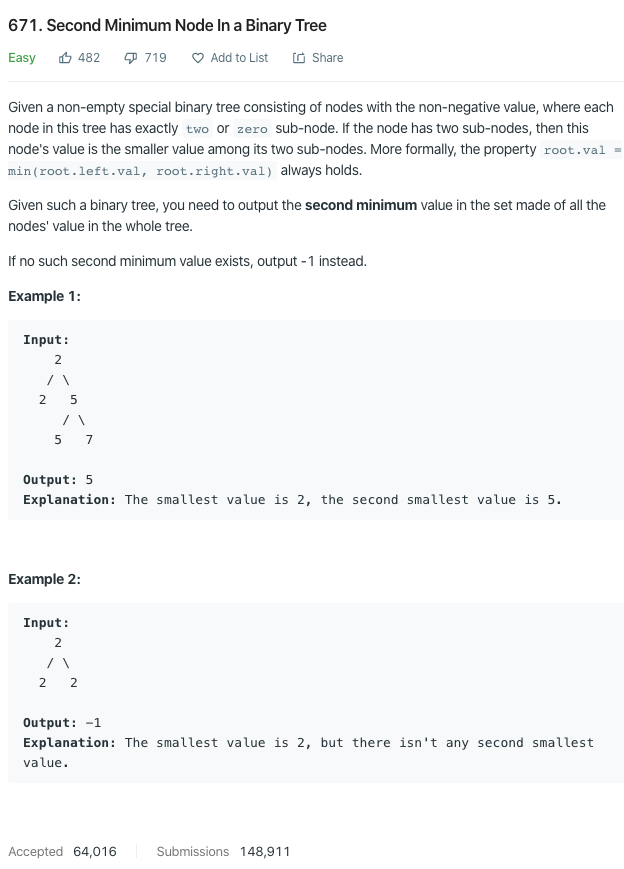 671. Second Minimum Node In a Binary Tree
Easy 482 719 Add to List Share
Given a non-empty special binary tree consisting of nodes with the non-negative value, where each
node in this tree has exactly two or zero sub-node. If the node has two sub-nodes, then this
node's value is the smaller value among its two sub-nodes. More formally, the property root.val =
min(root.left.val, root.right.val) always holds.
Given such a binary tree, you need to output the second minimum value in the set made of all the
nodes' value in the whole tree.
If no such second minimum value exists, output -1 instead.
Example 1:
Input:
    2
   / \
  2   5
     / \
    5   7
Output: 5
Explanation: The smallest value is 2, the second smallest value is 5.
Example 2:
Input:
    2
   / \
  2   2
Output: -1
Explanation: The smallest value is 2, but there isn't any second smallest
value.
Accepted 64,016 Submissions 148,911